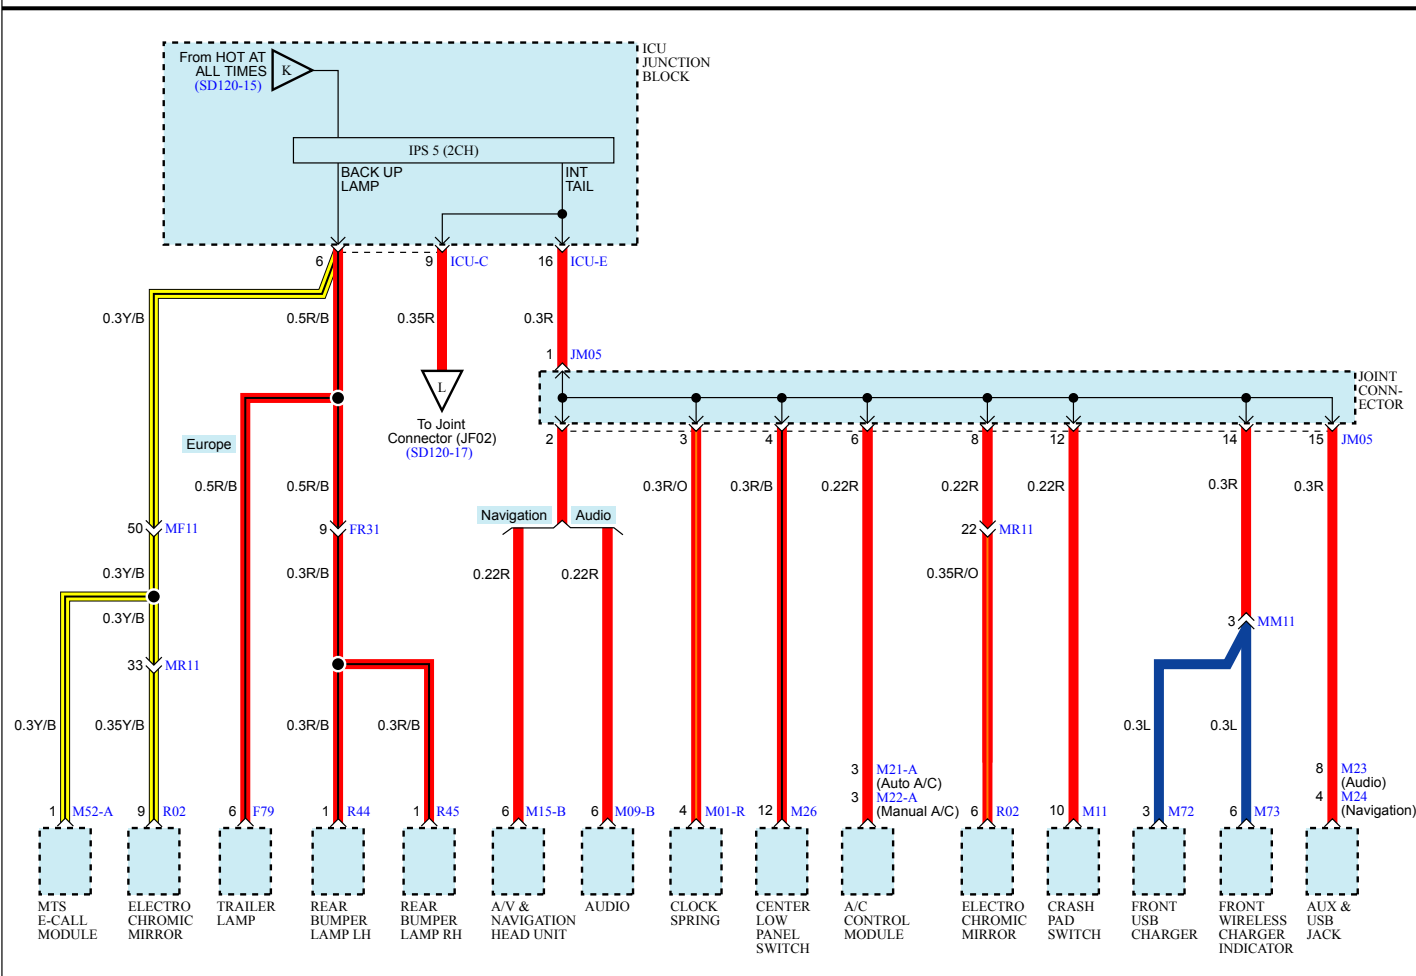 From HOT AT
ALL TIMES
(SD120-15)
K
ICU
JUNCTION
BLOCK
IPS 5 (2CH)
BACK UP
LAMP
INT
TAIL
6
9 ICU-C
16 ICU-E
0.3Y/B
0.5R/B
0.35R
0.3R
1 JM05
L
To Joint
Connector (JF02)
(SD120-17)
JOINT
CONN-
ECTOR
2
3
4
6
8
12
14
15 JM05
Europe
0.5R/B
0.5R/B
0.3R/O
0.3R/B
0.22R
0.22R
0.22R
0.3R
0.3R
Navigation
Audio
50 MF11
9 FR31
22 MR11
0.3Y/B
0.3R/B
0.22R
0.22R
0.35R/O
0.3Y/B
3 MM11
33 MR11
0.3Y/B
0.35Y/B
0.3R/B
0.3R/B
0.3L
0.3L
3 M21-A
(Auto A/C)
3 M22-A
(Manual A/C)
8 M23
(Audio)
4 M24
(Navigation)
1 M52-A
9 R02
6 F79
1 R44
1 R45
6 M15-B
6 M09-B
4 M01-R
12 M26
6 R02
10 M11
3 M72
6 M73
MTS
E-CALL
MODULE
ELECTRO
CHROMIC
MIRROR
TRAILER
LAMP
REAR
BUMPER
LAMP LH
REAR
BUMPER
LAMP RH
A/V &
NAVIGATION
HEAD UNIT
AUDIO
CLOCK
SPRING
CENTER
LOW
PANEL
SWITCH
A/C
CONTROL
MODULE
ELECTRO
CHROMIC
MIRROR
CRASH
PAD
SWITCH
FRONT
USB
CHARGER
FRONT
WIRELESS
CHARGER
INDICATOR
AUX &
USB
JACK